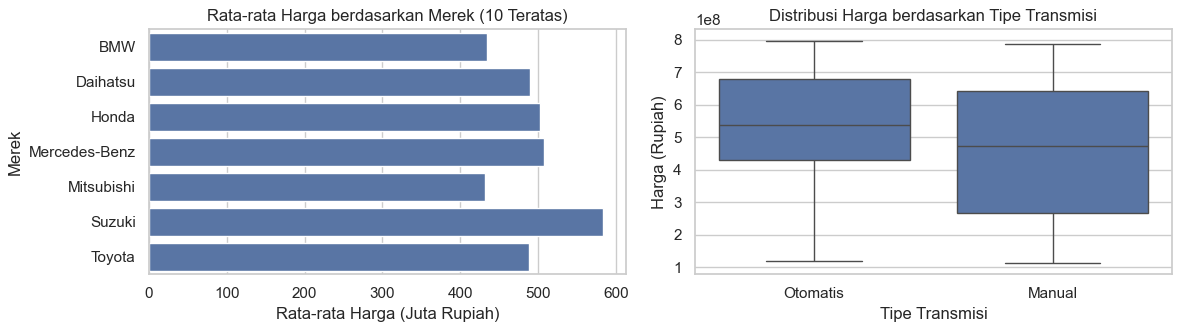 Rata-rata Harga berdasarkan Merek (10 Teratas)
Merek
BMW
Daihatsu
Honda
Mercedes-Benz
Mitsubishi
Suzuki
Toyota
0 100 200 300 400 500 600
Rata-rata Harga (Juta Rupiah)
Distribusi Harga berdasarkan Tipe Transmisi
1e8
Harga (Rupiah)
8
7
6
5
4
3
2
1
Otomatis Manual
Tipe Transmisi